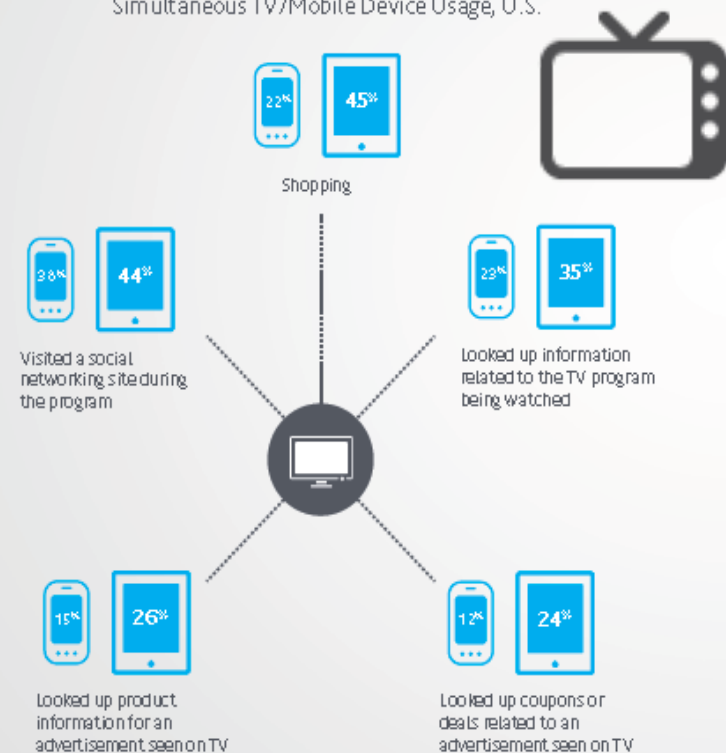 Simultaneous TV/Mobile Device Usage, U.S.
22%
45%
Shopping
38%
44%
Visited a social
networking site during
the program
23%
35%
Looked up information
related to the TV program
being watched
15%
26%
Looked up product
information for an
advertisement seen on TV
12%
24%
Looked up coupons or
deals related to an
advertisement seen on TV